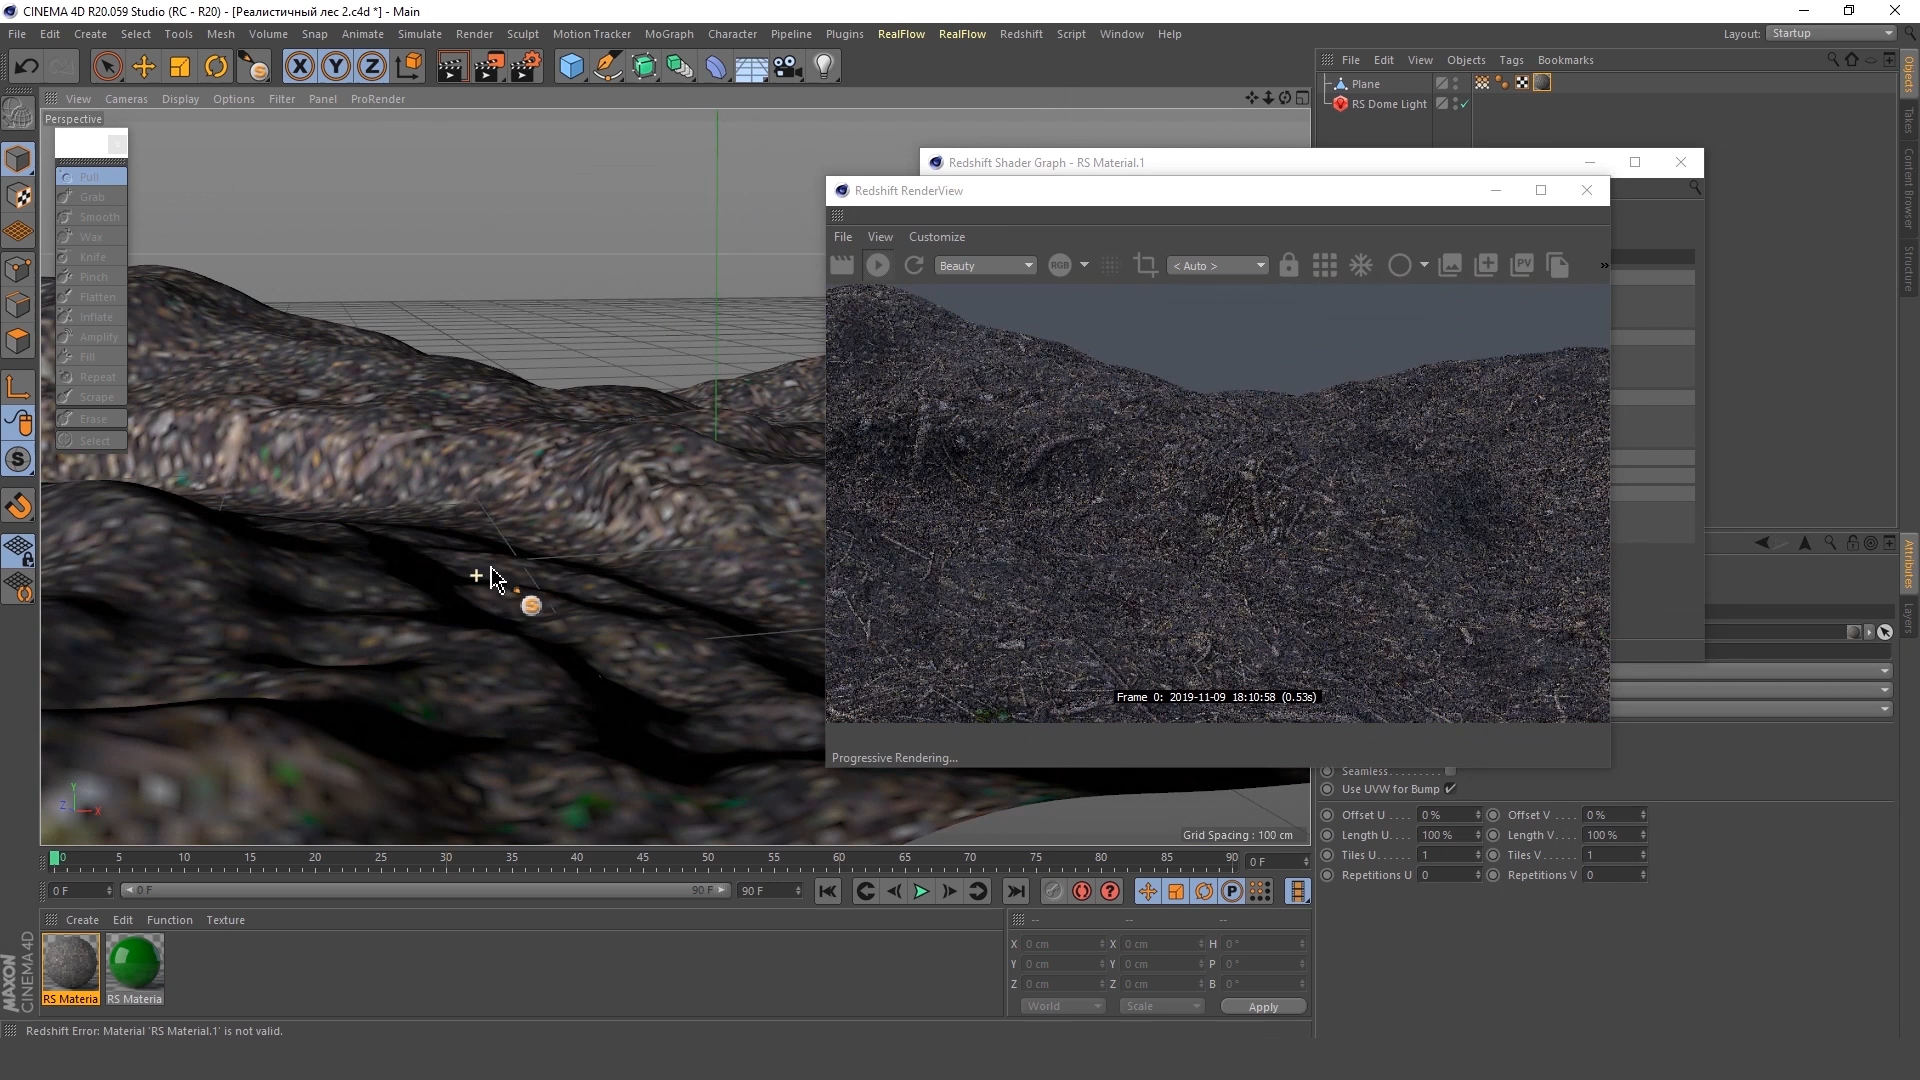 CINEMA 4D R20.059 Studio (RC - R20) - [Реалистичный лес 2.c4d *] - Main
File Edit Create Select Tools Mesh Volume Snap Animate Simulate Render Sculpt Motion Tracker MoGraph Character Pipeline Plugins RealFlow RealFlow Redshift Script Window Help
Layout: Startup
X Y Z
File Edit View Objects Tags Bookmarks
Plane
RS Dome Light
View Cameras Display Options Filter Panel ProRender
Perspective
Pull
Grab
Smooth
Wax
Knife
Pinch
Flatten
Inflate
Amplify
Fill
Repeat
Scrape
Erase
Select
Redshift Shader Graph - RS Material.1
Redshift RenderView
File View Customize
Beauty
RGB
< Auto >
PV
Frame 0: 2019-11-09 18:10:58 (0.53s)
Progressive Rendering...
Objects
Takes
Content Browser
Structure
Attributes
Layers
Seamless.........
Use UVW for Bump
Offset U .... 0 % Offset V .... 0 %
Length U.... 100 % Length V.... 100 %
Tiles U...... 1 Tiles V...... 1
Repetitions U 0 Repetitions V 0
Y
Z
X
Grid Spacing : 100 cm
0 5 10 15 20 25 30 35 40 45 50 55 60 65 70 75 80 85 90
0 F
0 F 0 F 90 F 90 F
P
Create Edit Function Texture
RS Materia RS Materia
-- -- --
X 0 cm X 0 cm H 0 °
Y 0 cm Y 0 cm P 0 °
Z 0 cm Z 0 cm B 0 °
World Scale Apply
MAXON
CINEMA 4D
Redshift Error: Material 'RS Material.1' is not valid.